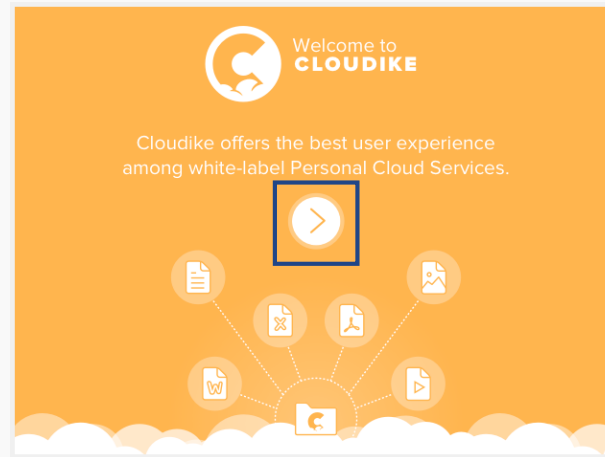 Welcome to
CLOUDIKE
Cloudike offers the best user experience
among white-label Personal Cloud Services.
W